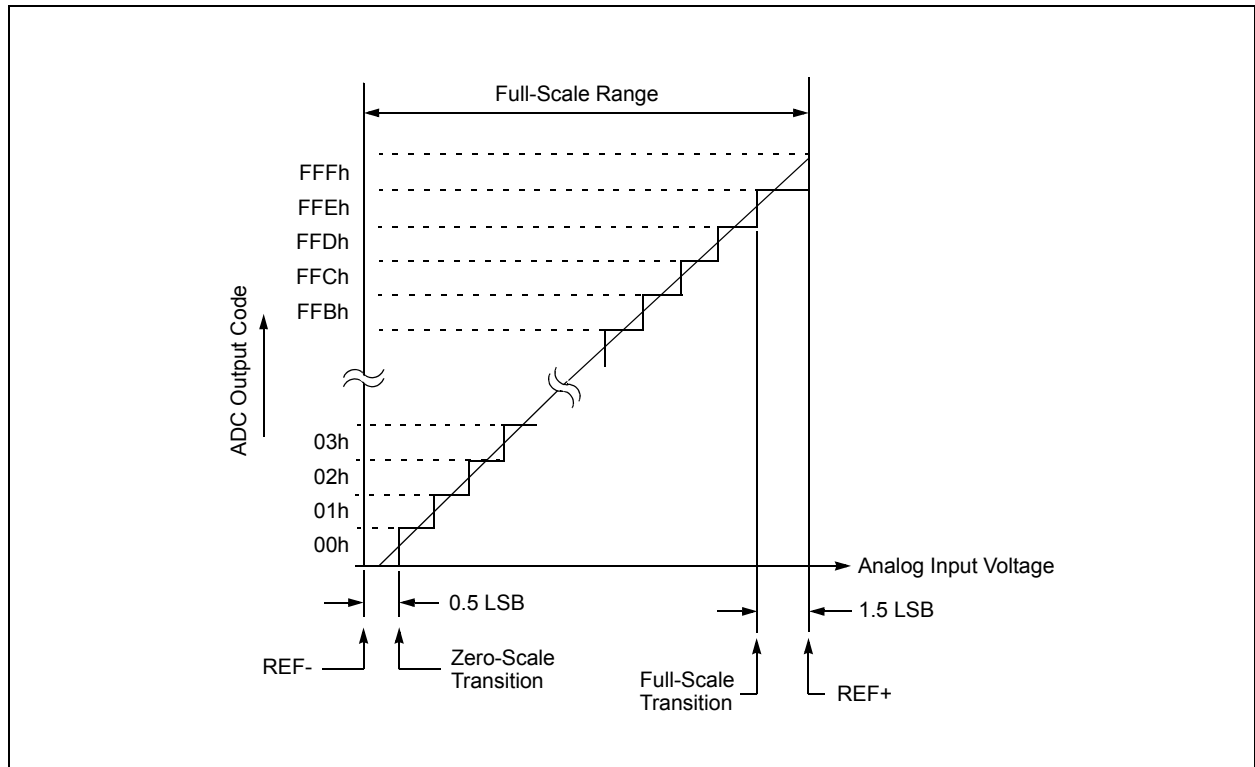 Full-Scale Range
FFFh
FFEh
FFDh
FFCh
FFBh
ADC Output Code
03h
02h
01h
00h
Analog Input Voltage
0.5 LSB
1.5 LSB
REF-
Zero-Scale
Transition
Full-Scale
Transition
REF+